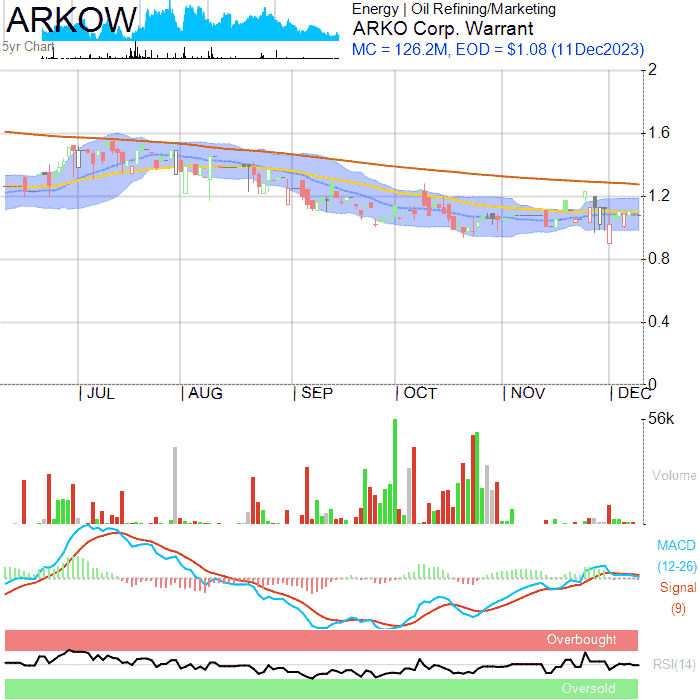 ARKOW
5yr Chart
Energy | Oil Refining/Marketing
ARKO Corp. Warrant
MC = 126.2M, EOD = $1.08 (11Dec2023)
2
1.6
1.2
0.8
0.4
0
JUL AUG SEP OCT NOV DEC
56k
Volume
MACD
(12-26)
Signal
(9)
Overbought
RSI(14)
Oversold